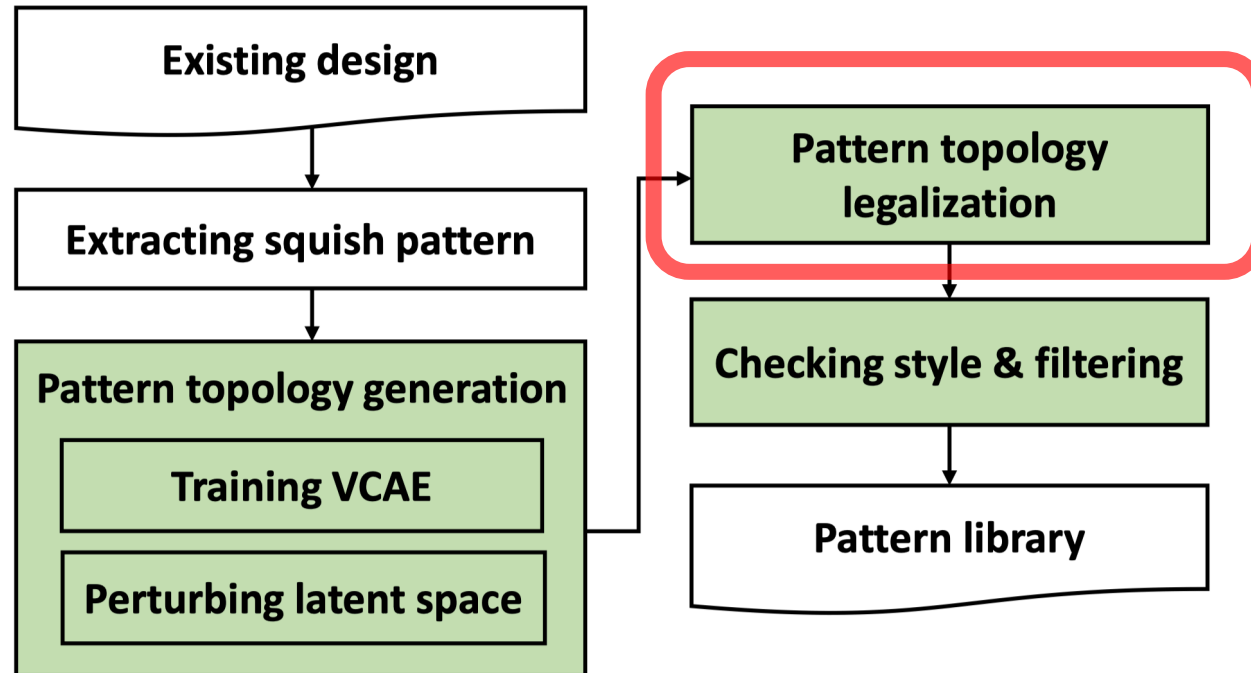 Existing design
Extracting squish pattern
Pattern topology generation
Training VCAE
Perturbing latent space
Pattern topology
legalization
Checking style & filtering
Pattern library